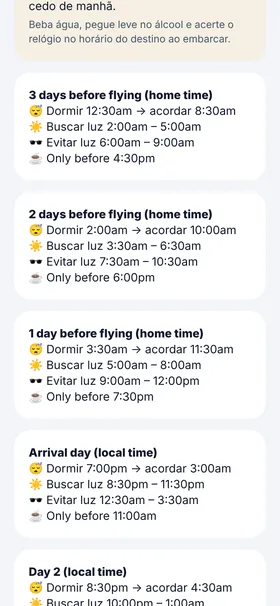 cedo de manhã.
Beba água, pegue leve no álcool e acerte o
relógio no horário do destino ao embarcar.
3 days before flying (home time)
😴 Dormir 12:30am → acordar 8:30am
☀️ Buscar luz 2:00am – 5:00am
🕶️ Evitar luz 6:00am – 9:00am
☕ Only before 4:30pm
2 days before flying (home time)
😴 Dormir 2:00am → acordar 10:00am
☀️ Buscar luz 3:30am – 6:30am
🕶️ Evitar luz 7:30am – 10:30am
☕ Only before 6:00pm
1 day before flying (home time)
😴 Dormir 3:30am → acordar 11:30am
☀️ Buscar luz 5:00am – 8:00am
🕶️ Evitar luz 9:00am – 12:00pm
☕ Only before 7:30pm
Arrival day (local time)
😴 Dormir 7:00pm → acordar 3:00am
☀️ Buscar luz 8:30pm – 11:30pm
🕶️ Evitar luz 12:30am – 3:30am
☕ Only before 11:00am
Day 2 (local time)
😴 Dormir 8:30pm → acordar 4:30am
☀️ Buscar luz 10:00pm – 1:00am